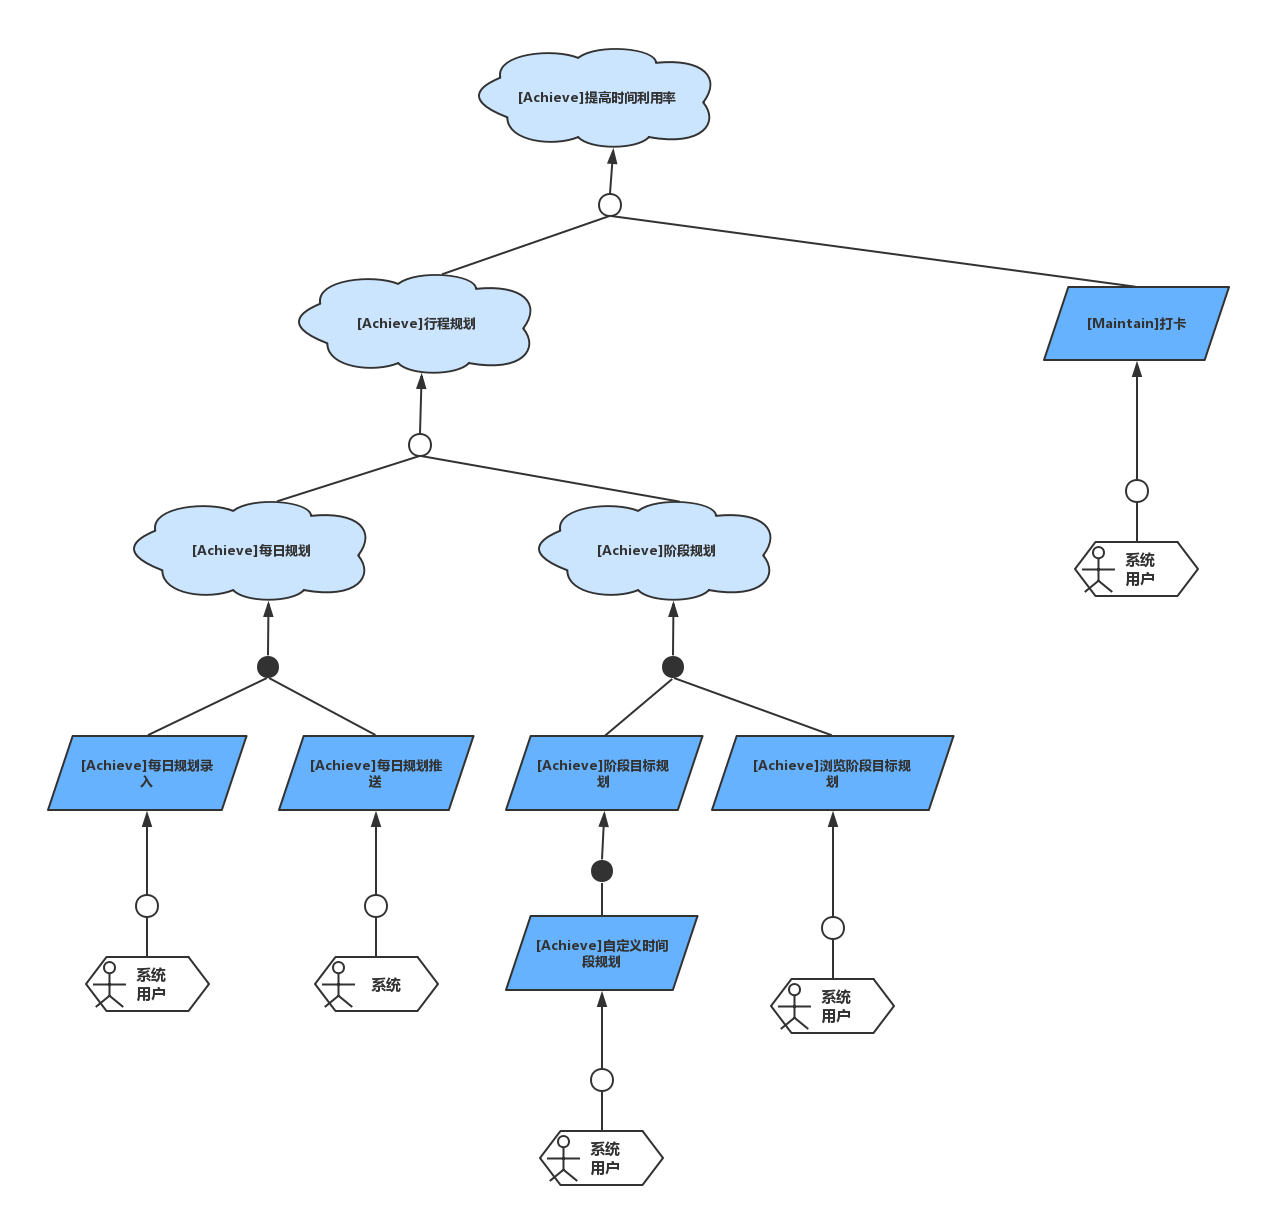 [Achieve]提高时间利用率
[Achieve]行程规划
[Maintain]打卡
[Achieve]每日规划
[Achieve]阶段规划
系统
用户
[Achieve]每日规划录
入
[Achieve]每日规划推
送
[Achieve]阶段目标规
划
[Achieve]浏览阶段目标规
划
[Achieve]自定义时间
段规划
系统
用户
系统
系统
用户
系统
用户